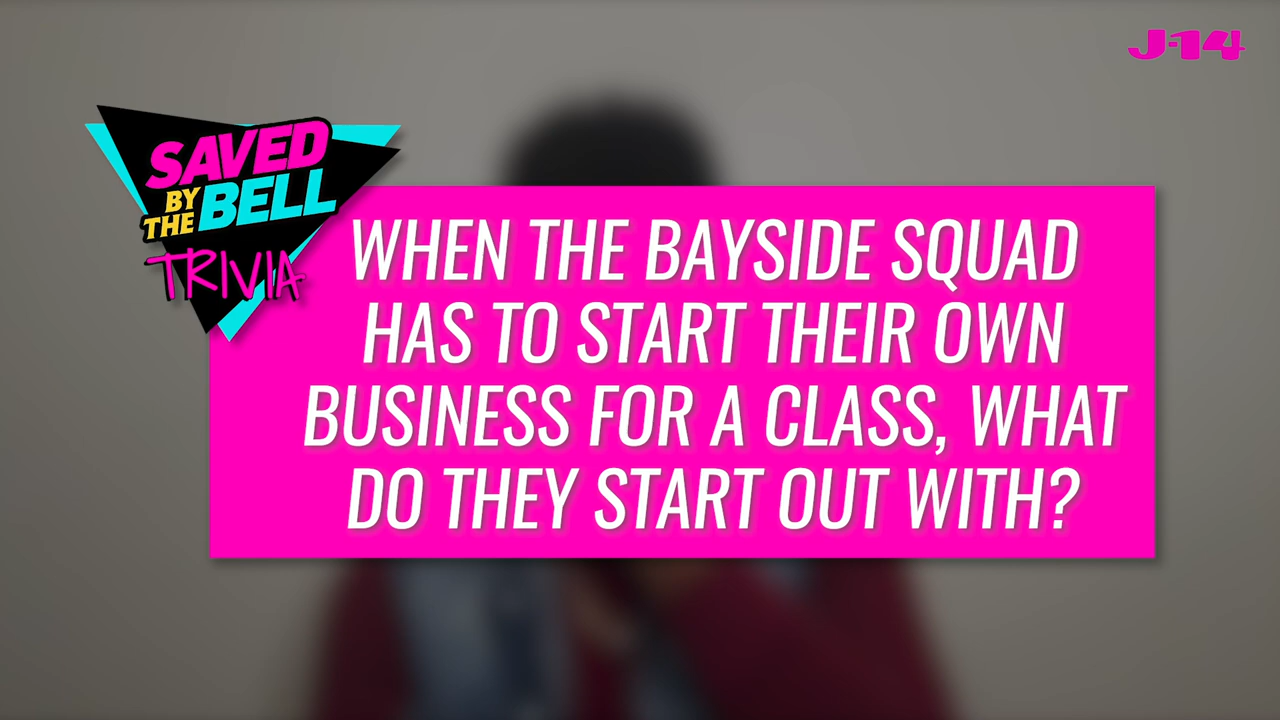 J-14
SAVED
BY
THE BELL
TRIVIA
WHEN THE BAYSIDE SQUAD
HAS TO START THEIR OWN
BUSINESS FOR A CLASS, WHAT
DO THEY START OUT WITH?